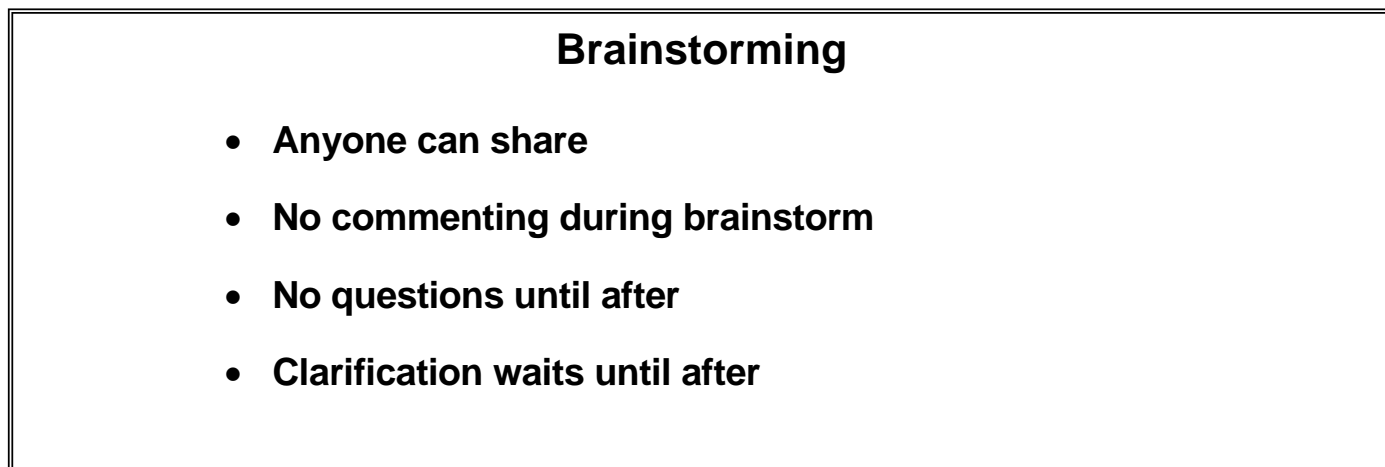 Brainstorming
• Anyone can share
• No commenting during brainstorm
• No questions until after
• Clarification waits until after